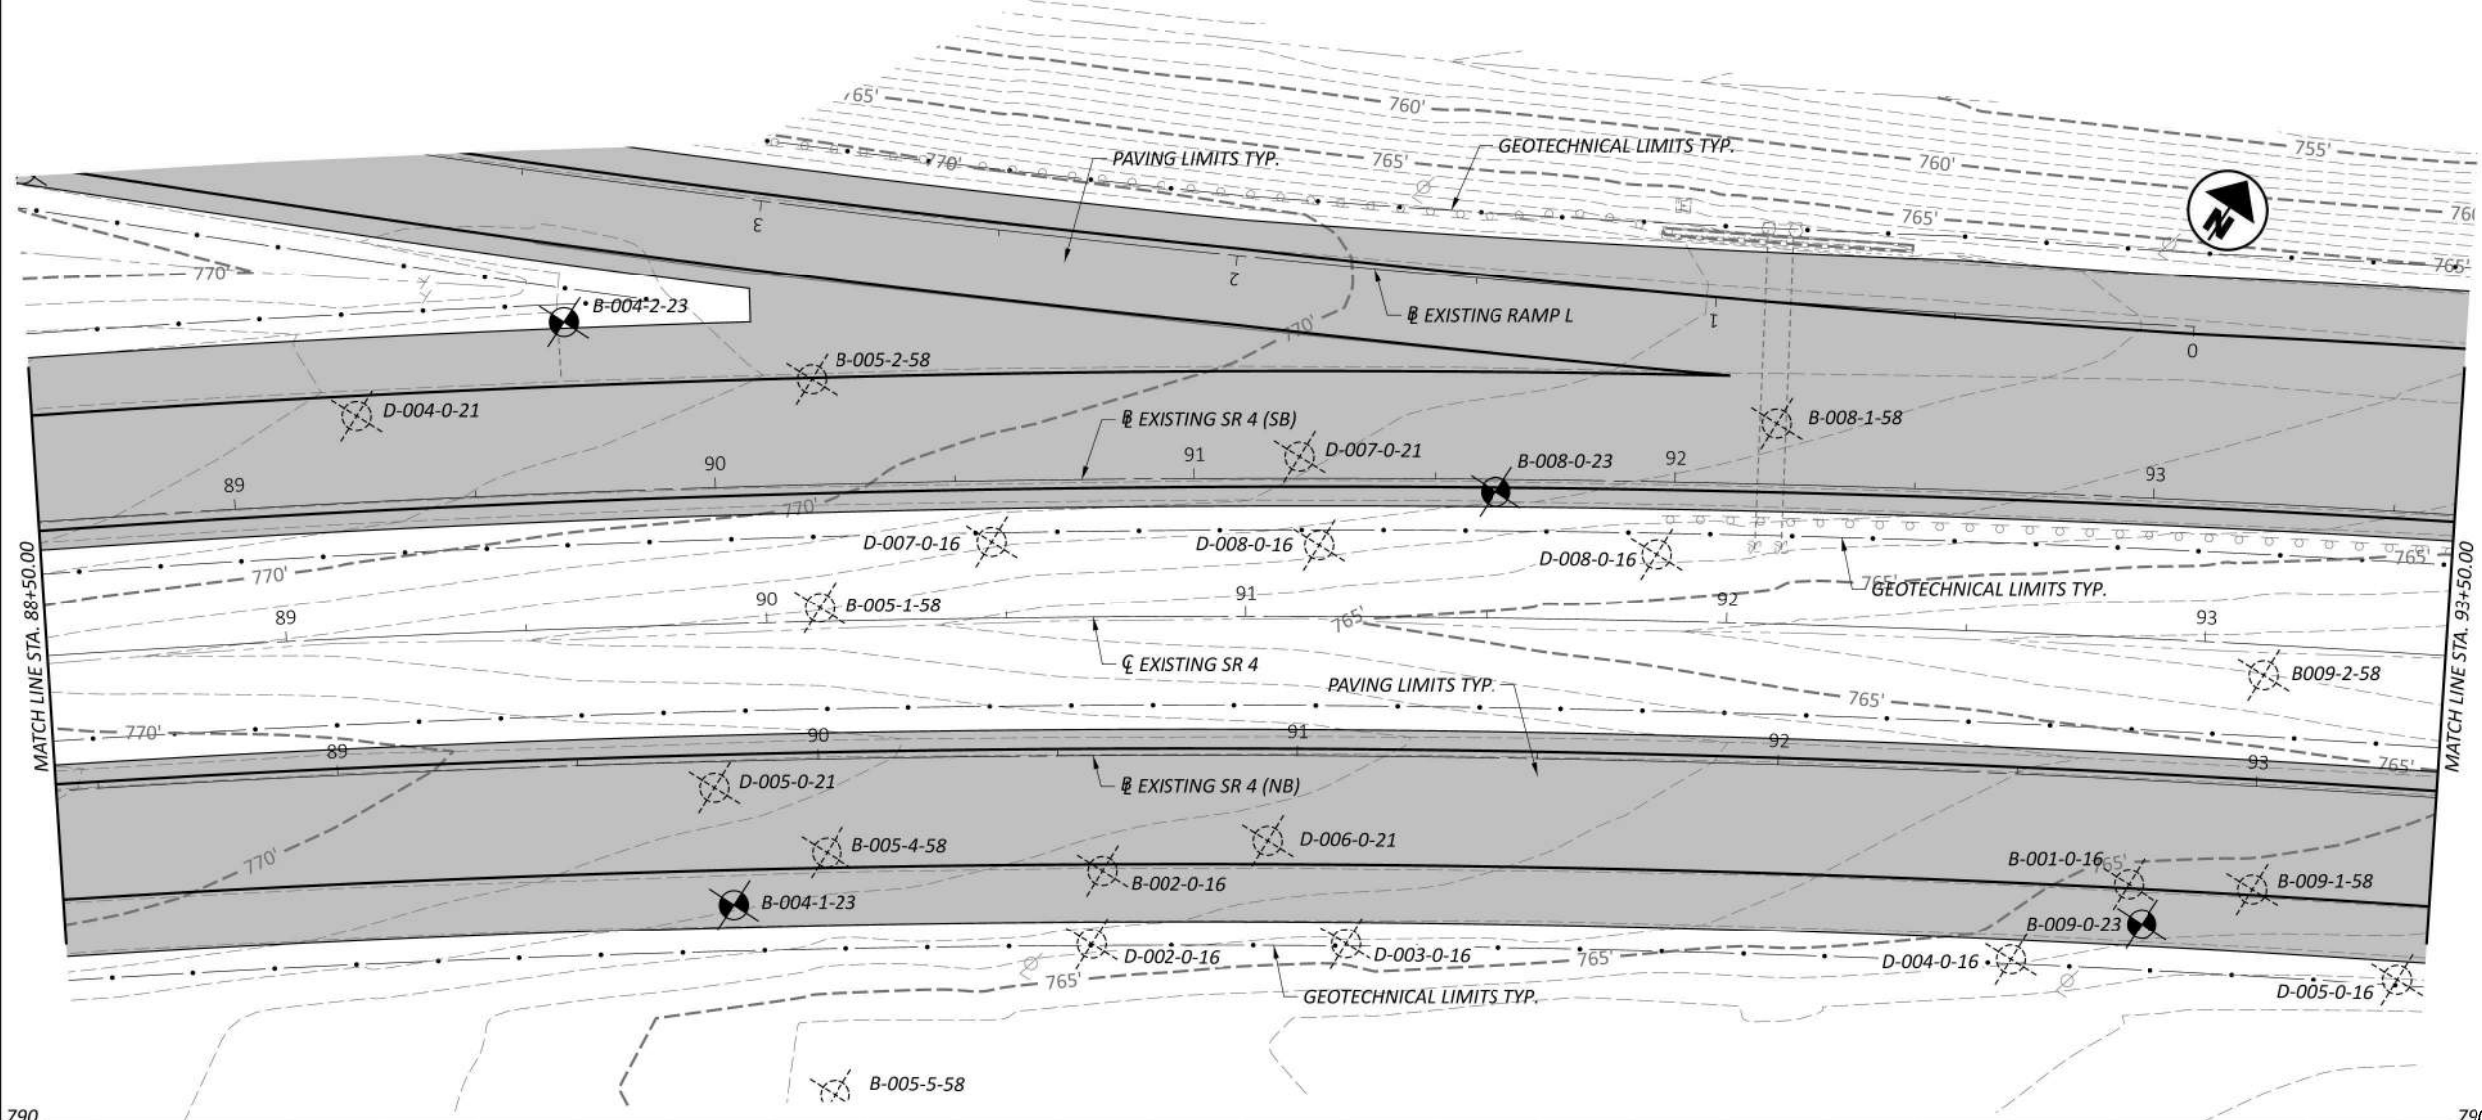 755'
65'
760'
GEOTECHNICAL LIMITS TYP.
PAVING LIMITS TYP.
770'
765'
760'
765'
N
3
770'
2
765'
B-004-2-23
770'
℄ EXISTING RAMP L
1
0
B-005-2-58
D-004-0-21
B EXISTING SR 4 (SB)
B-008-1-58
D-007-0-21
89
90
91
B-008-0-23
92
93
770'
D-007-0-16
D-008-0-16
D-008-0-16
765'
770'
765'
GEOTECHNICAL LIMITS TYP.
MATCH LINE STA. 88+50.00
MATCH LINE STA. 93+50.00
89
90
B-005-1-58
91
765'
92
93
℄ EXISTING SR 4
B009-2-58
PAVING LIMITS TYP.
765'
770'
89
90
91
92
93
765'
D-005-0-21
B EXISTING SR 4 (NB)
B-005-4-58
D-006-0-21
770'
B-002-0-16
B-001-0-16
65'
B-009-1-58
B-004-1-23
B-009-0-23
D-002-0-16
D-003-0-16
765'
D-004-0-16
765'
GEOTECHNICAL LIMITS TYP.
D-005-0-16
B-005-5-58
790